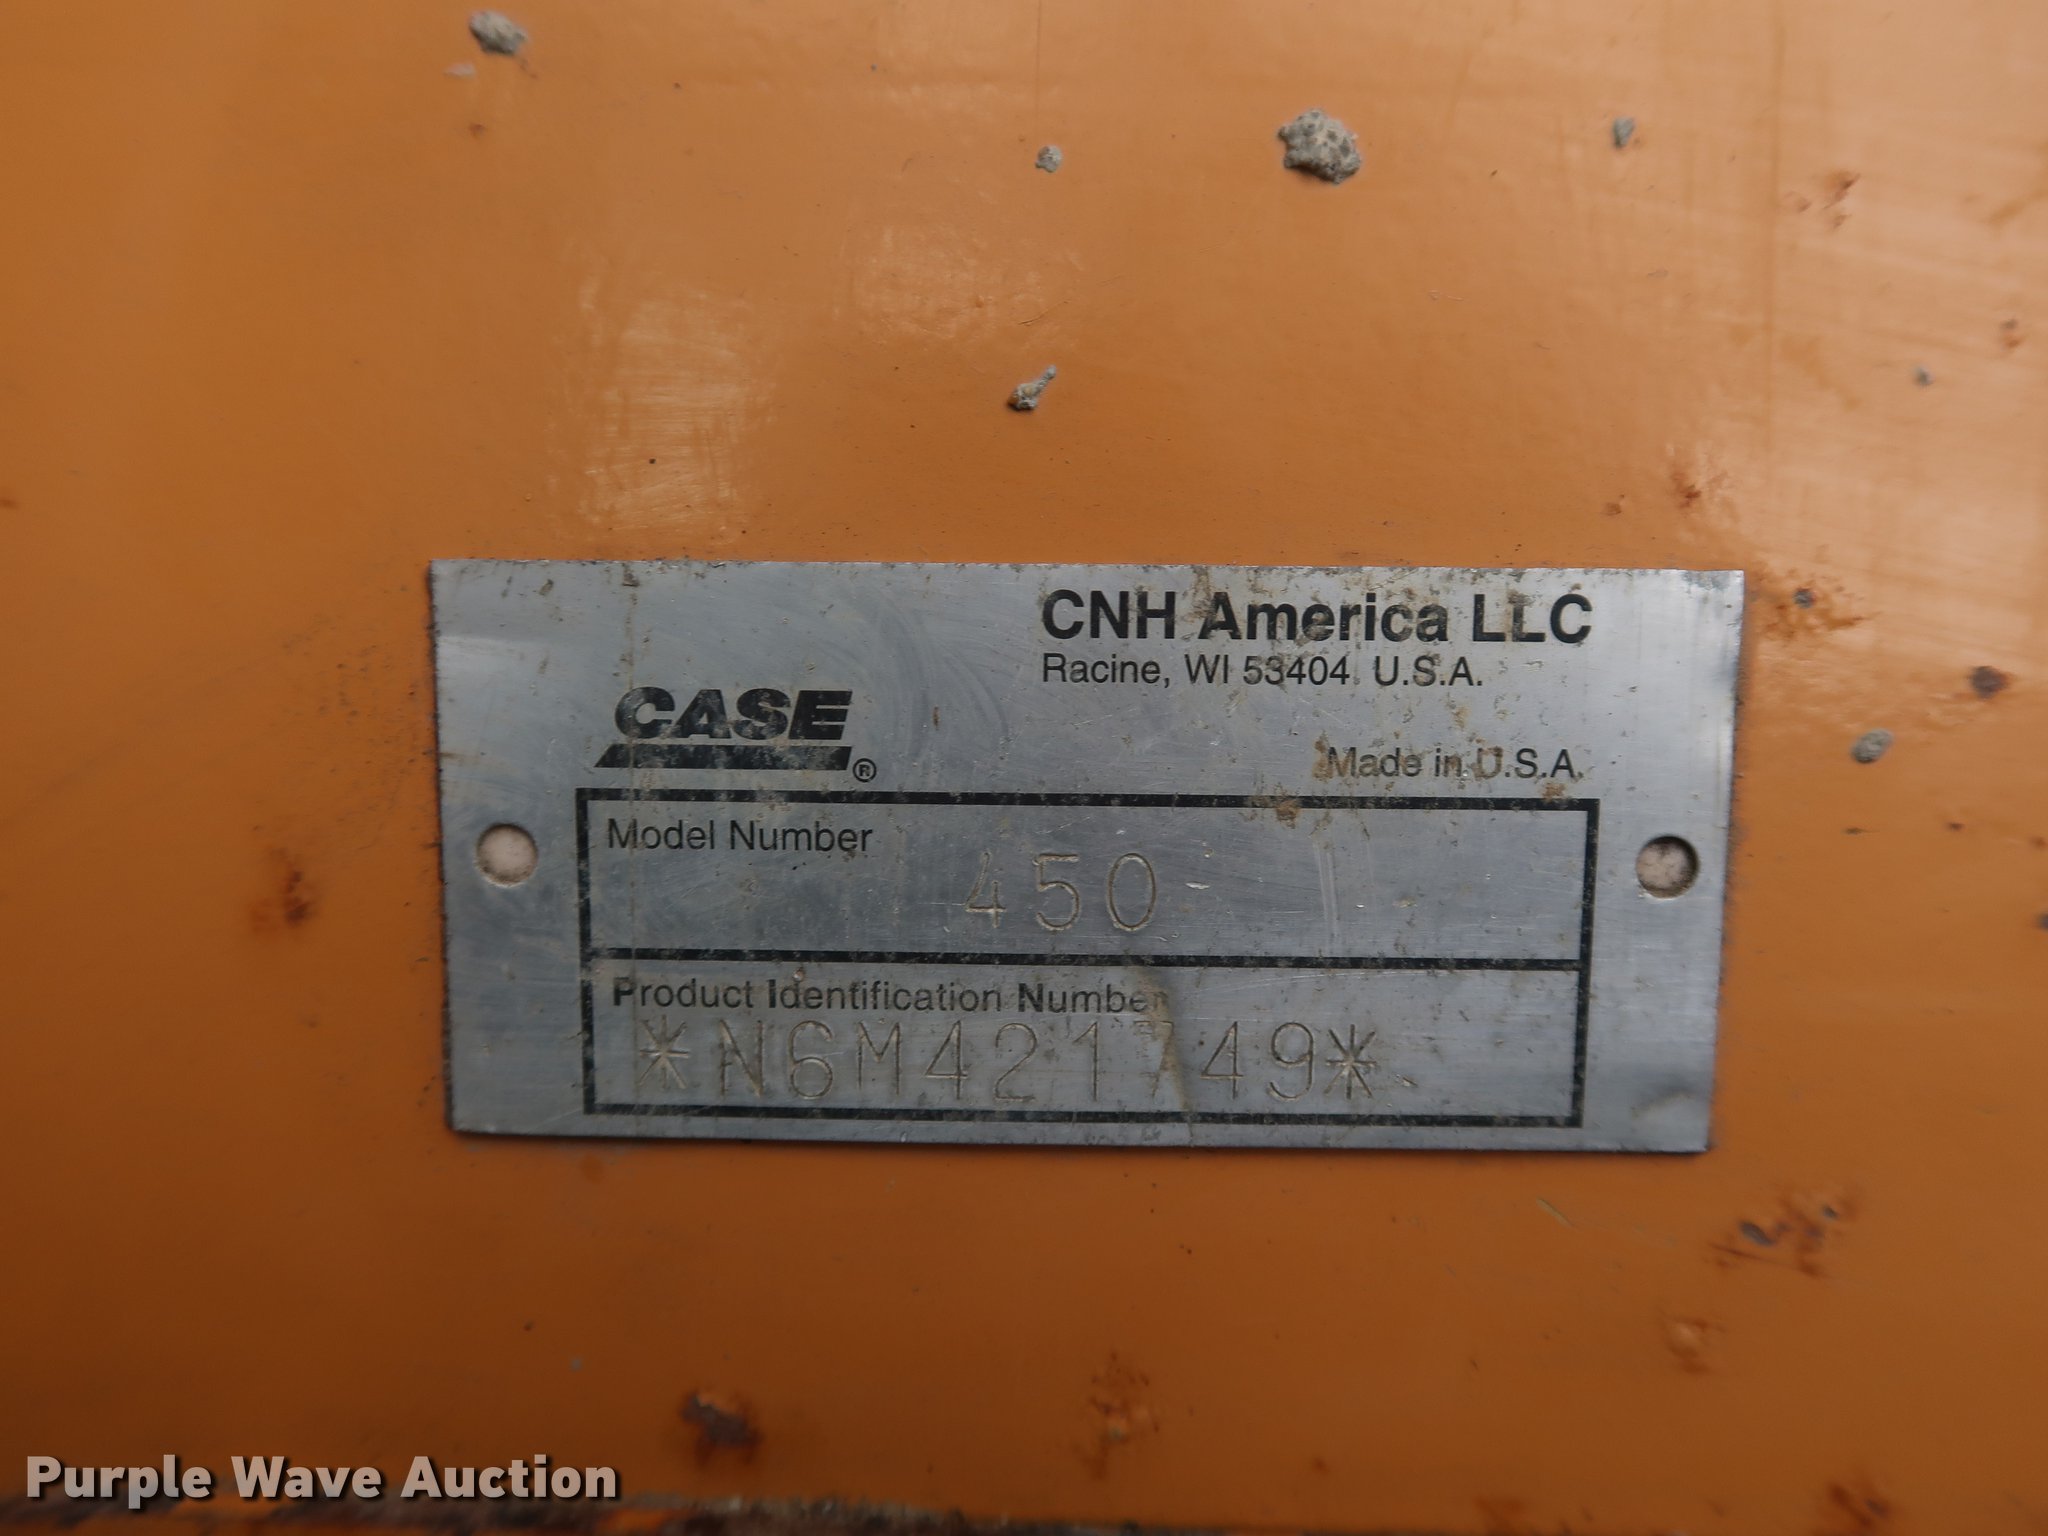 CNH America LLC
Racine, WI 53404 U.S.A.
CASE®
Made in U.S.A.
Model Number
450
Product Identification Number
*N6M421749*
Purple Wave Auction